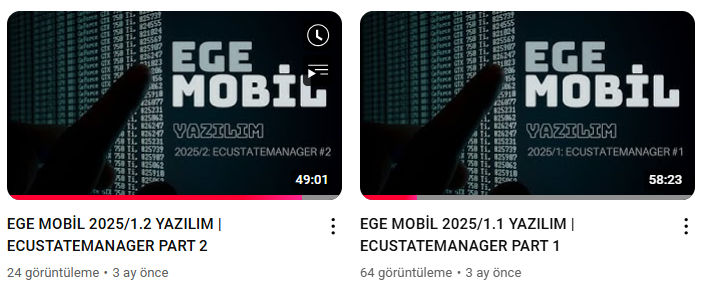 EGE
MOBİL
YAZILIM
2025/2: ECUSTATEMANAGER #2
49:01
EGE MOBİL 2025/1.2 YAZILIM |
ECUSTATEMANAGER PART 2
24 görüntüleme • 3 ay önce
EGE
MOBİL
YAZILIM
2025/1: ECUSTATEMANAGER #1
58:23
EGE MOBİL 2025/1.1 YAZILIM |
ECUSTATEMANAGER PART 1
64 görüntüleme • 3 ay önce